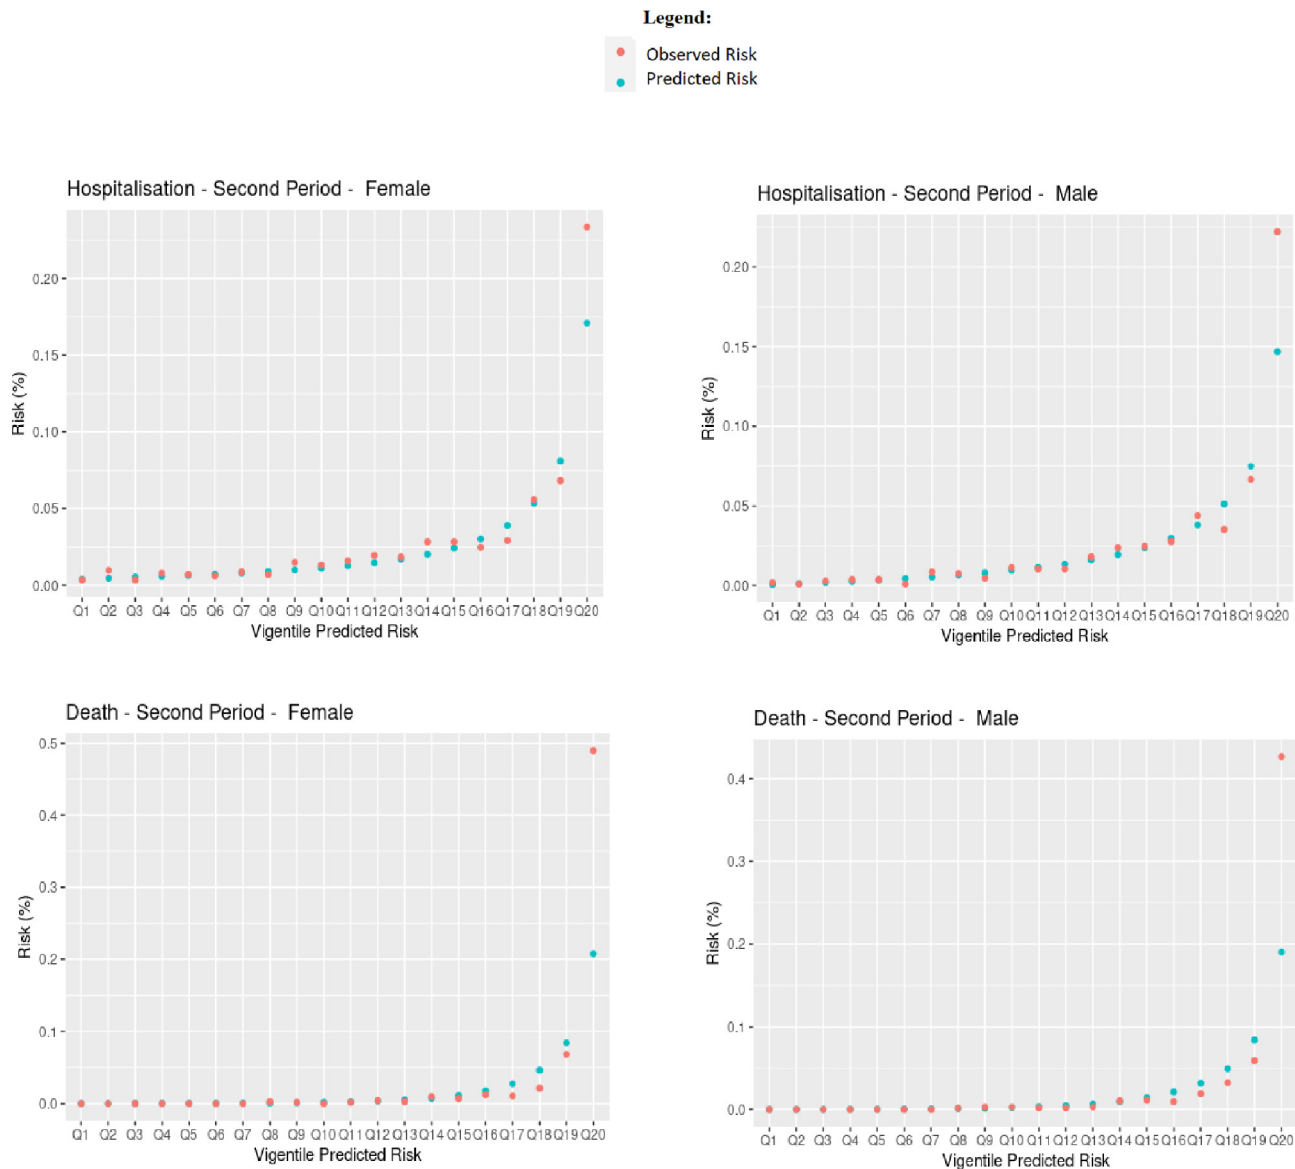 Legend:
Observed Risk
Predicted Risk
Hospitalisation - Second Period -  Female
0.20
0.15
0.10
0.05
0.00
Risk (%)
Q1 Q2 Q3 Q4 Q5 Q6 Q7 Q8 Q9 Q10 Q11 Q12 Q13 Q14 Q15 Q16 Q17 Q18 Q19 Q20
Vigentile Predicted Risk
Hospitalisation - Second Period -  Male
0.20
0.15
0.10
0.05
0.00
Risk (%)
Q1 Q2 Q3 Q4 Q5 Q6 Q7 Q8 Q9 Q10 Q11 Q12 Q13 Q14 Q15 Q16 Q17 Q18 Q19 Q20
Vigentile Predicted Risk
Death - Second Period -  Female
0.5
0.4
0.3
0.2
0.1
0.0
Risk (%)
Q1 Q2 Q3 Q4 Q5 Q6 Q7 Q8 Q9 Q10 Q11 Q12 Q13 Q14 Q15 Q16 Q17 Q18 Q19 Q20
Vigentile Predicted Risk
Death - Second Period -  Male
0.4
0.3
0.2
0.1
0.0
Risk (%)
Q1 Q2 Q3 Q4 Q5 Q6 Q7 Q8 Q9 Q10 Q11 Q12 Q13 Q14 Q15 Q16 Q17 Q18 Q19 Q20
Vigentile Predicted Risk